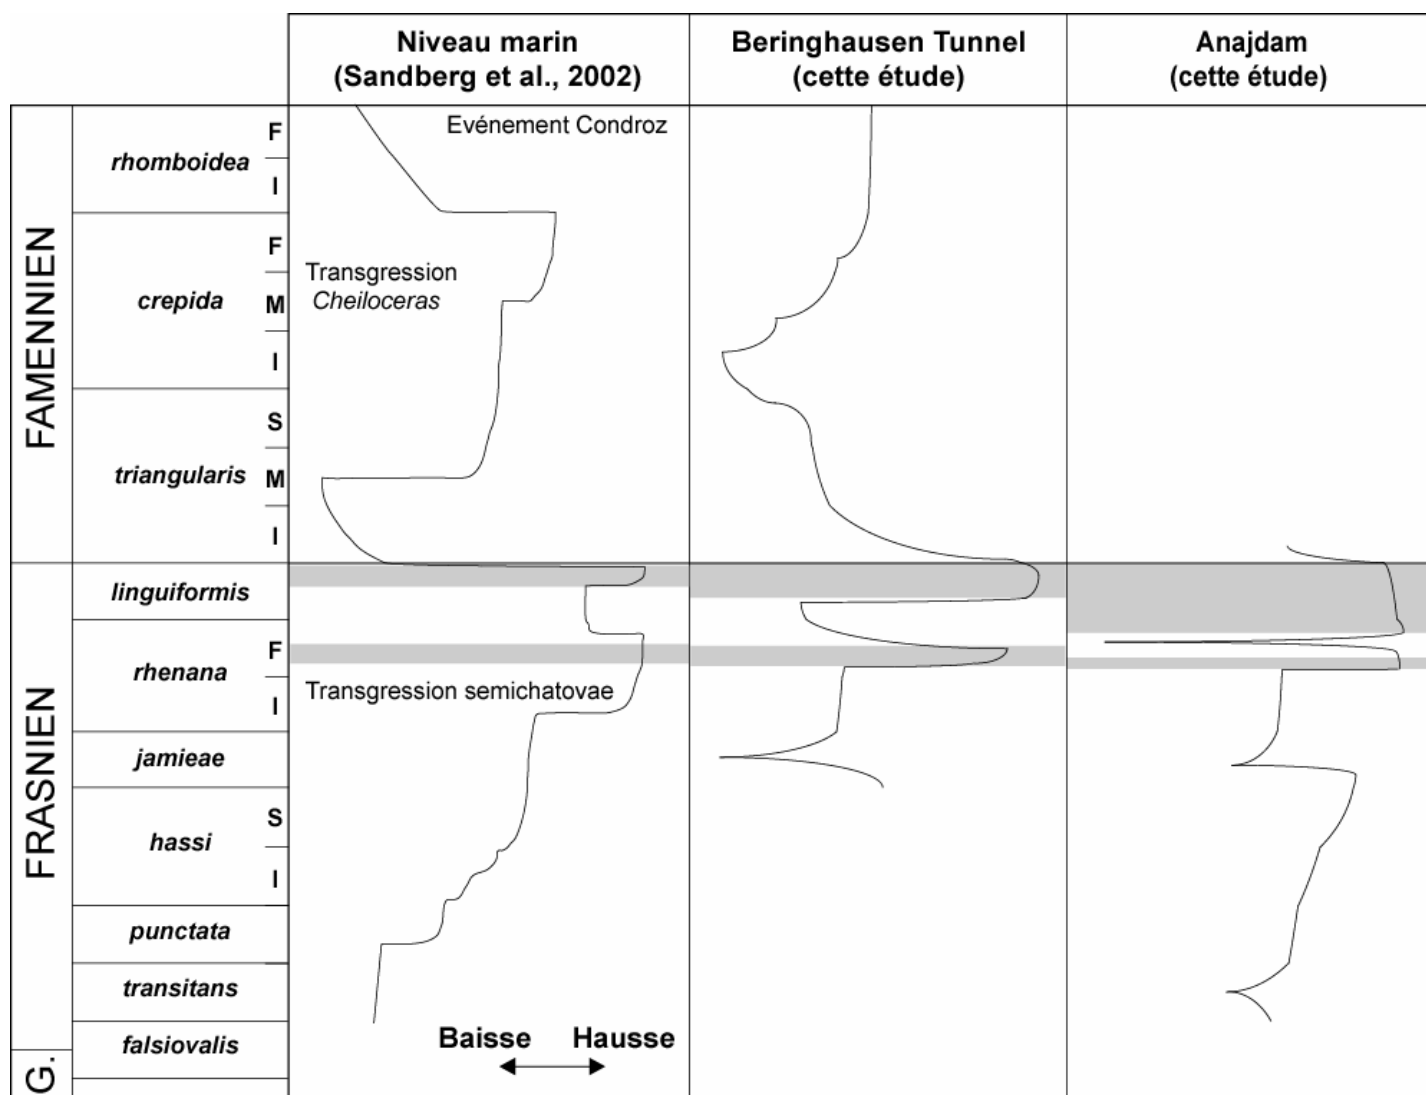 Niveau marin
(Sandberg et al., 2002)
Beringhausen Tunnel
(cette étude)
Anajdam
(cette étude)
FAMENNIEN
rhomboidea
F
I
Evénement Condroz
crepida
F
M
I
Transgression
Cheiloceras
triangularis
S
M
I
FRASNIEN
linguiformis
rhenana
F
I
Transgression semichatovae
jamieae
hassi
S
I
punctata
transitans
falsiovalis
Baisse
Hausse
G.